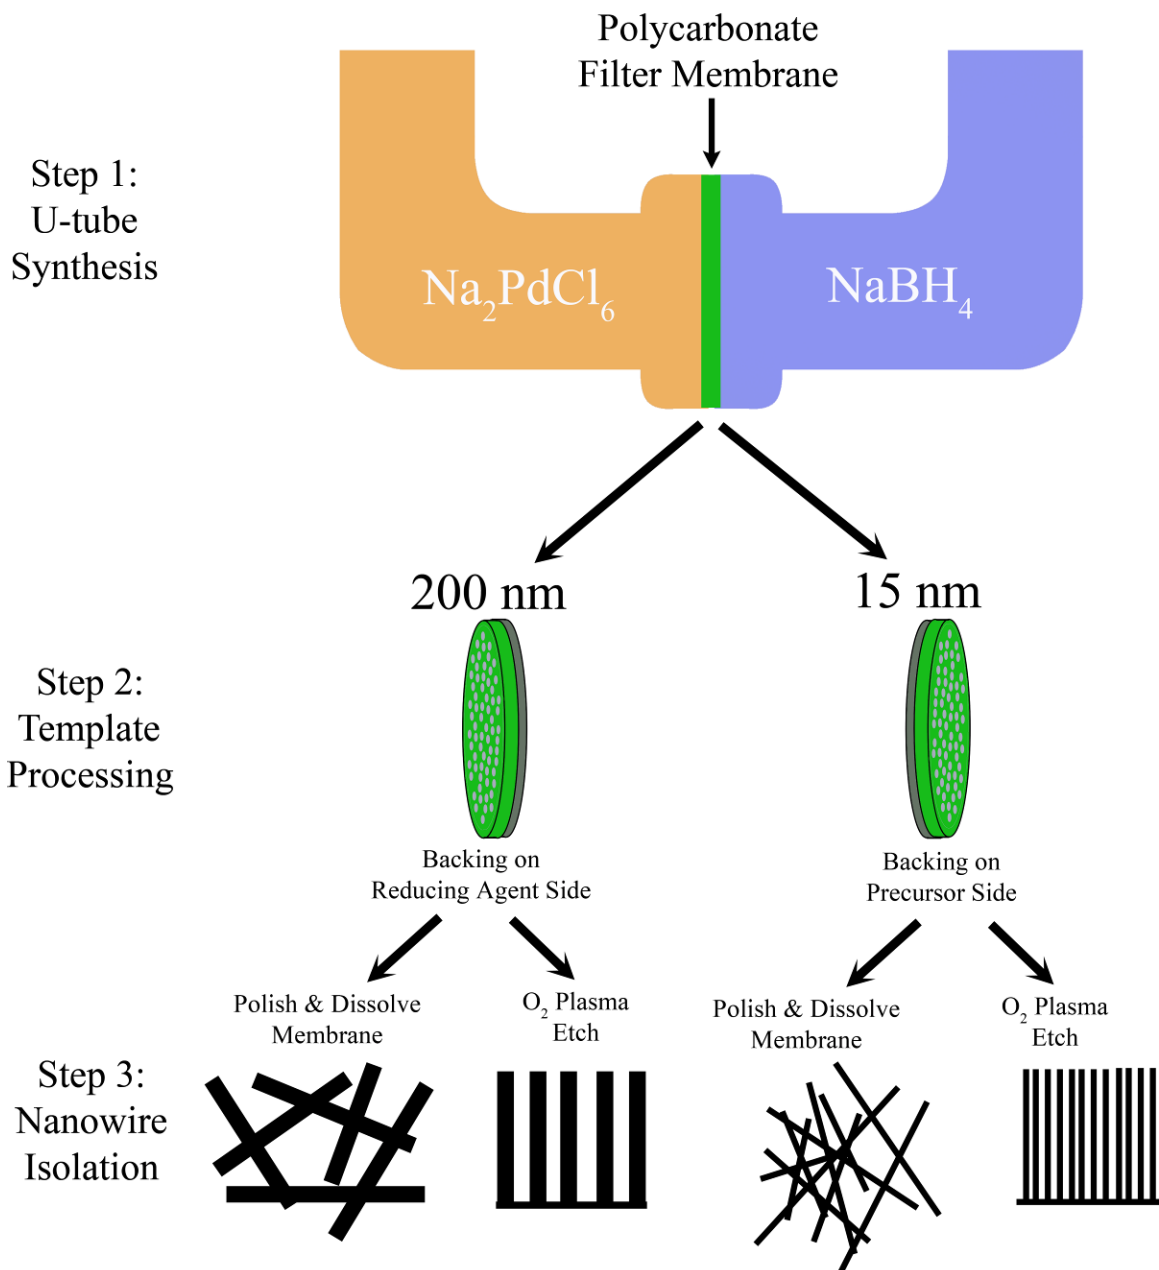 Polycarbonate
Filter Membrane
Step 1:
U-tube
Synthesis
Na₂PdCl₆
NaBH₄
200 nm
15 nm
Step 2:
Template
Processing
Backing on
Reducing Agent Side
Backing on
Precursor Side
Polish & Dissolve
Membrane
O₂ Plasma
Etch
Polish & Dissolve
Membrane
O₂ Plasma
Etch
Step 3:
Nanowire
Isolation